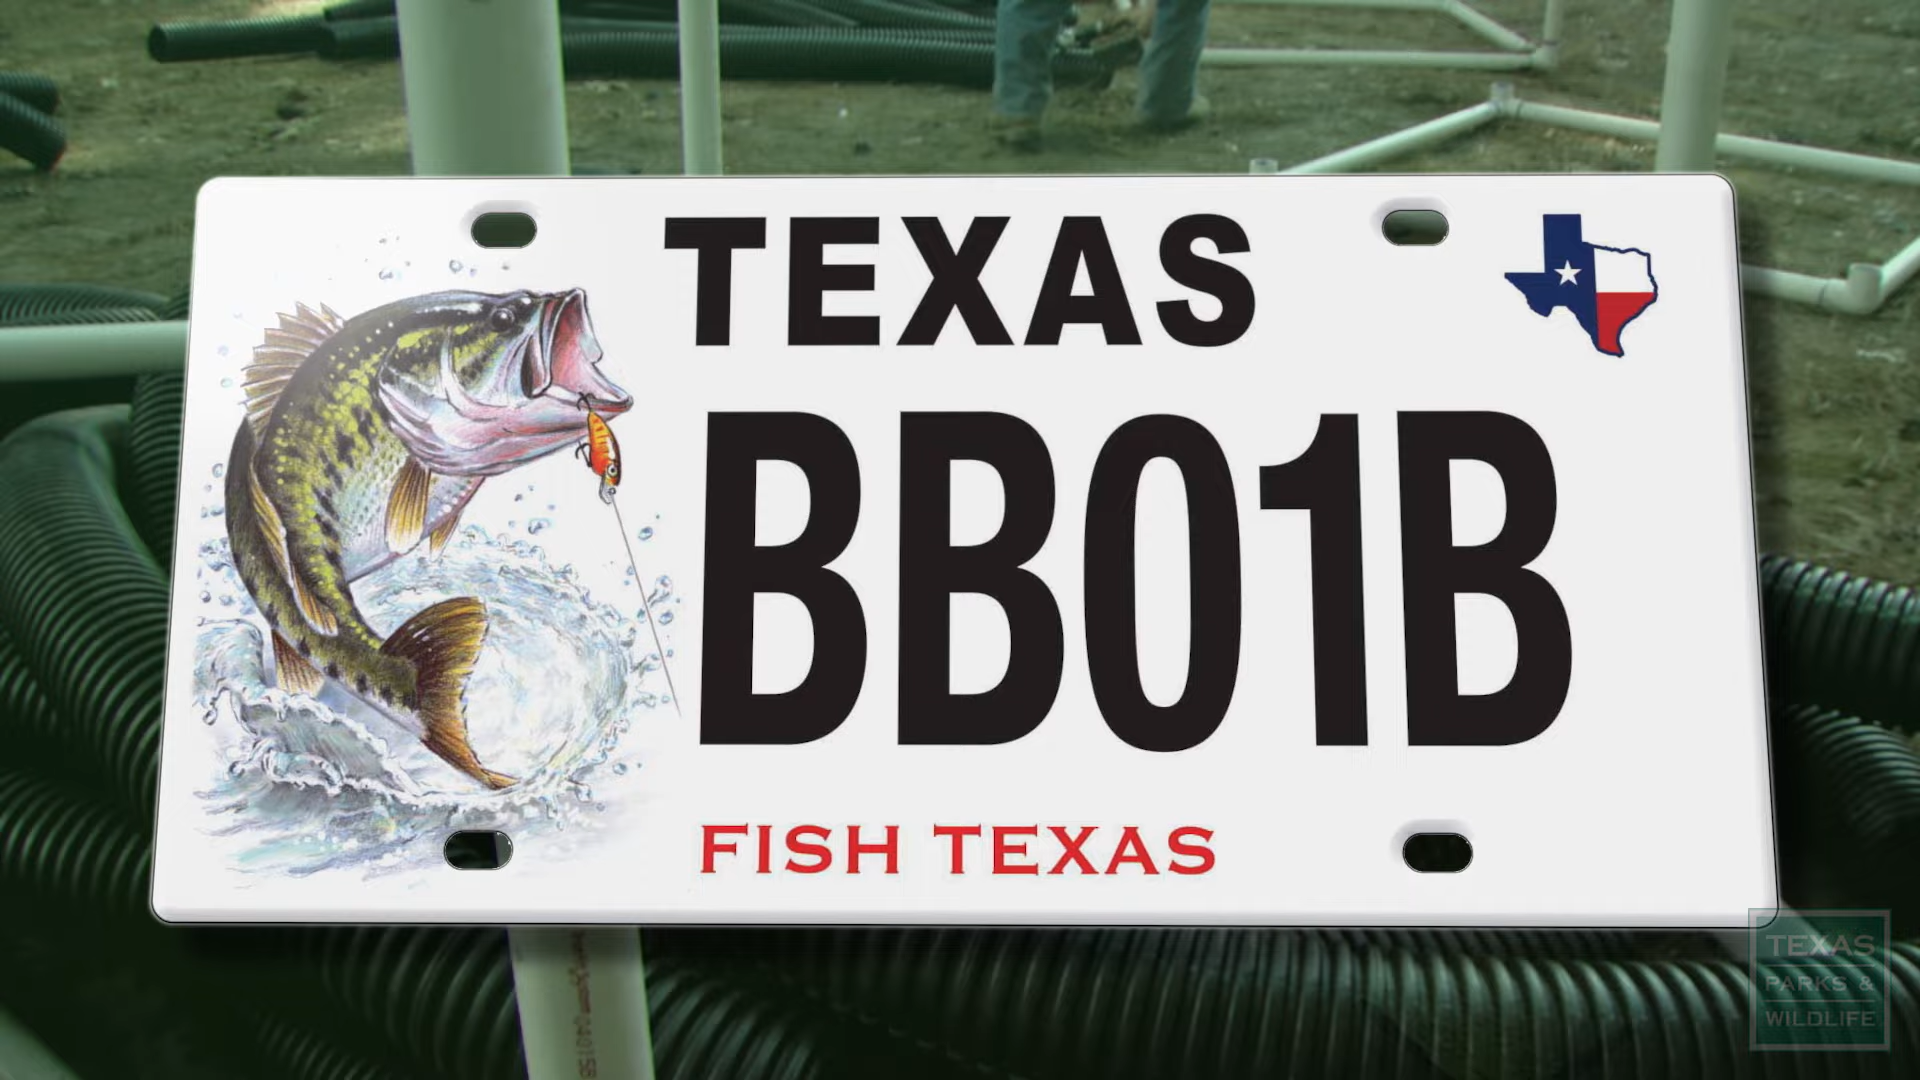 TEXAS
BB01B
FISH TEXAS
TEXAS
PARKS &
WILDLIFE